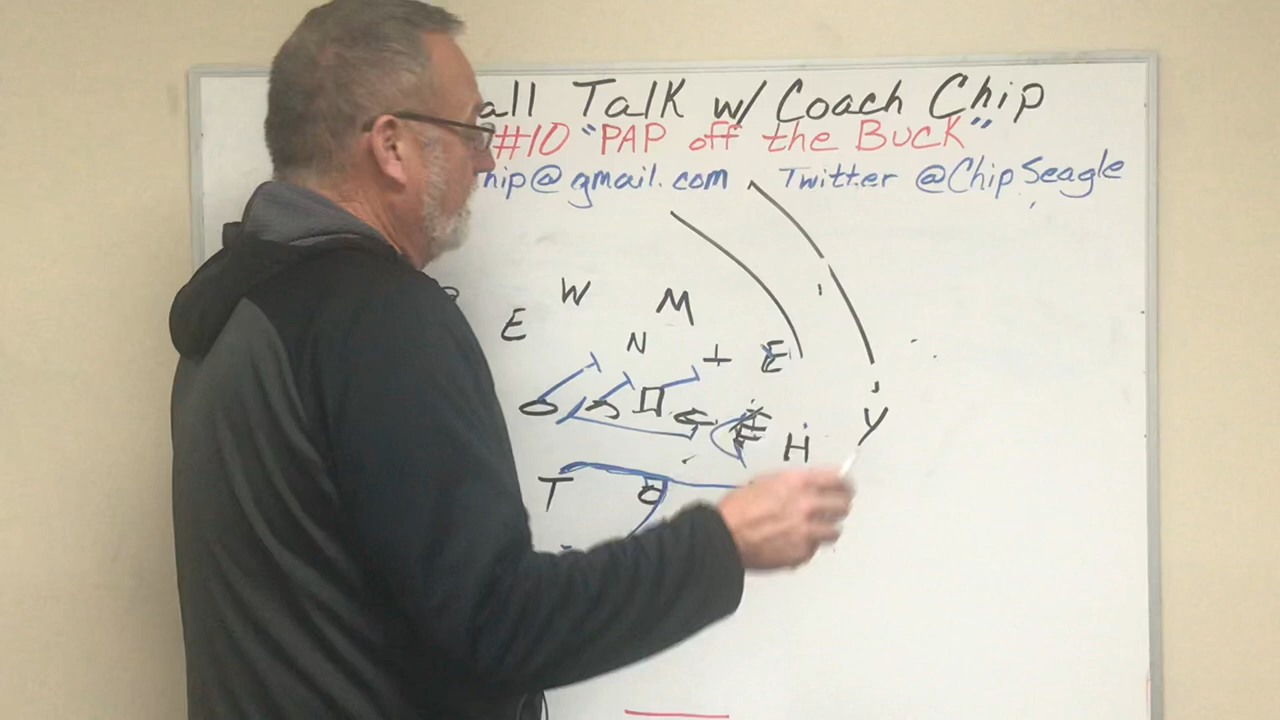 all Talk w/ Coach Chip
#10 "PAP off the Buck"
hip@gmail.com Twitter @ChipSeagle
W M
E
N E
H Y
T